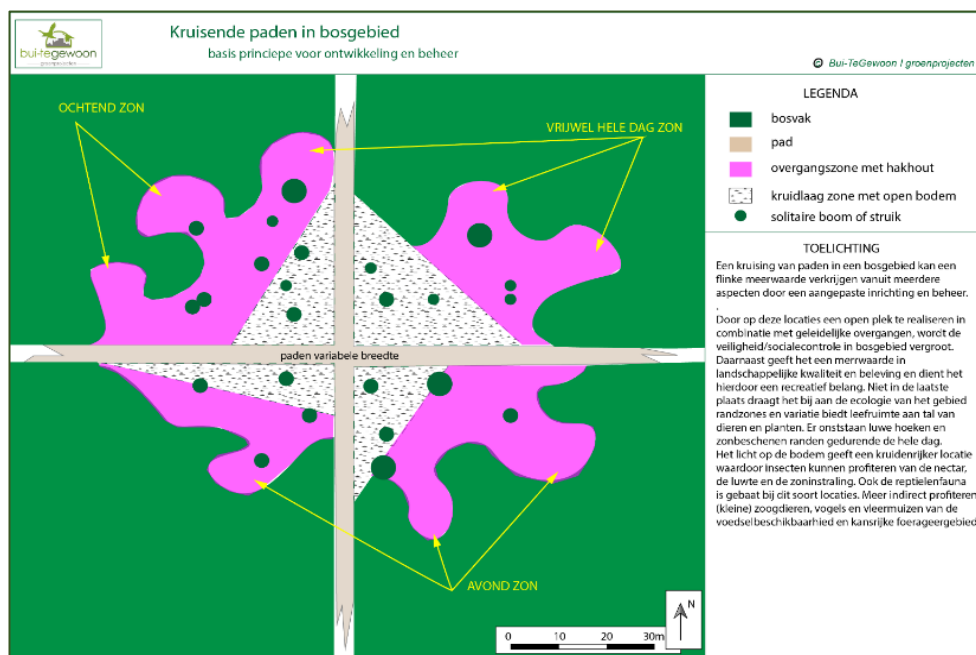 bui-tegewoon
groenprojecten
Kruisende paden in bosgebied
basis principe voor ontwikkeling en beheer
© Bui-TeGewoon I groenprojecten
OCHTEND ZON
VRIJWEL HELE DAG ZON
paden variabele breedte
AVOND ZON
N
0 10 20 30m
LEGENDA
bosvak
pad
overgangszone met hakhout
kruidlaag zone met open bodem
solitaire boom of struik
TOELICHTING
Een kruising van paden in een bosgebied kan een
flinke meerwaarde verkrijgen vanuit meerdere
aspecten door een aangepaste inrichting en beheer.
.
Door op deze locaties een open plek te realiseren in
combinatie met geleidelijke overgangen, wordt de
veiligheid/socialecontrole in bosgebied vergroot.
Daarnaast geeft het een merrwaarde in
landschappelijke kwaliteit en beleving en dient het
hierdoor een recreatief belang. Niet in de laatste
plaats draagt het bij aan de ecologie van het gebied
randzones en variatie biedt leefruimte aan tal van
dieren en planten. Er onststaan luwe hoeken en
zonbeschenen randen gedurende de hele dag.
Het licht op de bodem geeft een kruidenrijker locatie
waardoor insecten kunnen profiteren van de nectar,
de luwte en de zoninstraling. Ook de reptielenfauna
is gebaat bij dit soort locaties. Meer indirect profiteren
(kleine) zoogdieren, vogels en vleermuizen van de
voedselbeschikbaarhied en kansrijke foerageergebied